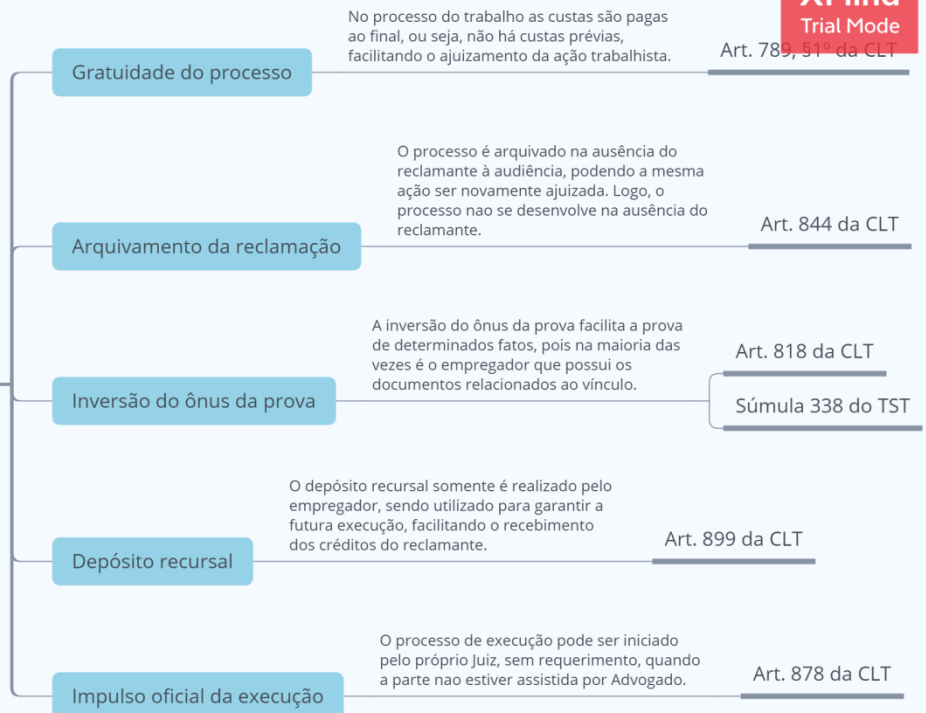 No processo do trabalho as custas são pagas
ao final, ou seja, não há custas prévias,
facilitando o ajuizamento da ação trabalhista.
Gratuidade do processo
Trial Mode
Art. 789, §1º da CLT
O processo é arquivado na ausência do
reclamante à audiência, podendo a mesma
ação ser novamente ajuizada. Logo, o
processo nao se desenvolve na ausência do
reclamante.
Arquivamento da reclamação
Art. 844 da CLT
A inversão do ônus da prova facilita a prova
de determinados fatos, pois na maioria das
vezes é o empregador que possui os
documentos relacionados ao vínculo.
Inversão do ônus da prova
Art. 818 da CLT
Súmula 338 do TST
O depósito recursal somente é realizado pelo
empregador, sendo utilizado para garantir a
futura execução, facilitando o recebimento
dos créditos do reclamante.
Depósito recursal
Art. 899 da CLT
O processo de execução pode ser iniciado
pelo próprio Juiz, sem requerimento, quando
a parte nao estiver assistida por Advogado.
Impulso oficial da execução
Art. 878 da CLT